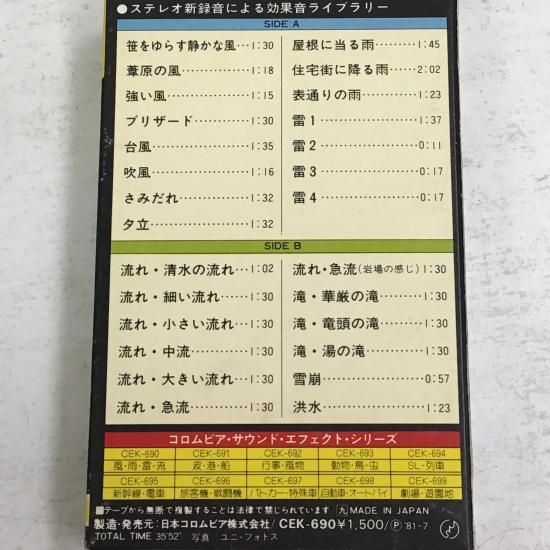 ●ステレオ新録音による効果音ライブラリー
SIDE A
笹をゆらす静かな風…1:30
葦原の風…………1:18
強い風……………1:15
ブリザード………1:30
台風………………1:35
吹風………………1:16
さみだれ…………1:32
夕立………………1:32
屋根に当る雨……1:45
住宅街に降る雨…2:02
表通りの雨………1:23
雷1………………1:37
雷2………………0:11
雷3………………0:17
雷4………………0:17
SIDE B
流れ・清水の流れ…1:02
流れ・細い流れ……1:30
流れ・小さい流れ…1:30
流れ・中流…………1:30
流れ・大きい流れ…1:30
流れ・急流…………1:30
流れ・急流(岩場の感じ)1:30
滝・華厳の滝………1:30
滝・竜頭の滝………1:30
滝・湯の滝…………1:30
雪崩…………………0:57
洪水…………………1:23
コロムビア・サウンド・エフェクト・シリーズ
CEK-690 CEK-691 CEK-692 CEK-693 CEK-694
風・雨・雷・流 波・港・船 行事・風物 動物・鳥・虫 SL・列車
CEK-695 CEK-696 CEK-697 CEK-698 CEK-699
新幹線・電車 旅客機・戦闘機 パトカー・特殊車 自動車・オートバイ 劇場・遊園地
■テープから無断で複製することは法律で禁じられています 九 MADE IN JAPAN
製造・発売元:日本コロムビア株式会社/CEK-690 ¥1,500/Ⓟ'81-7
TOTAL TIME 35'52" 写真 ユニ・フォトス